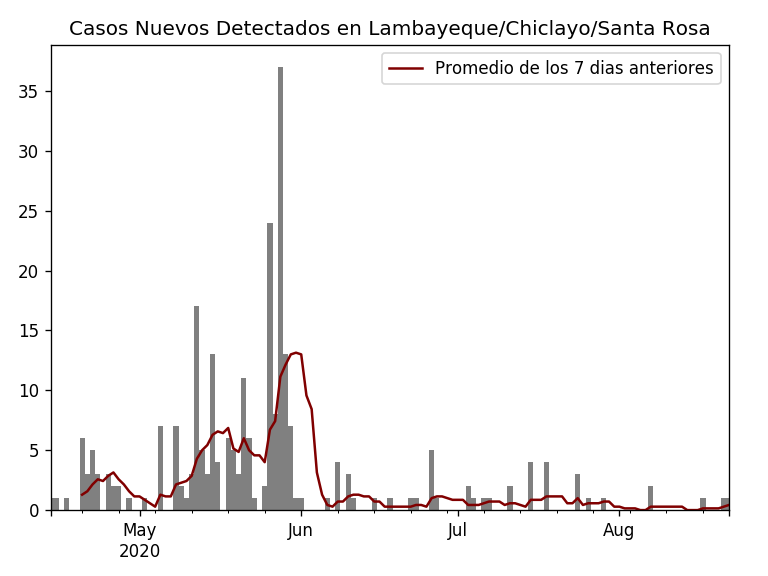 Casos Nuevos Detectados en Lambayeque/Chiclayo/Santa Rosa
Promedio de los 7 dias anteriores
35
30
25
20
15
10
5
0
May
2020
Jun
Jul
Aug